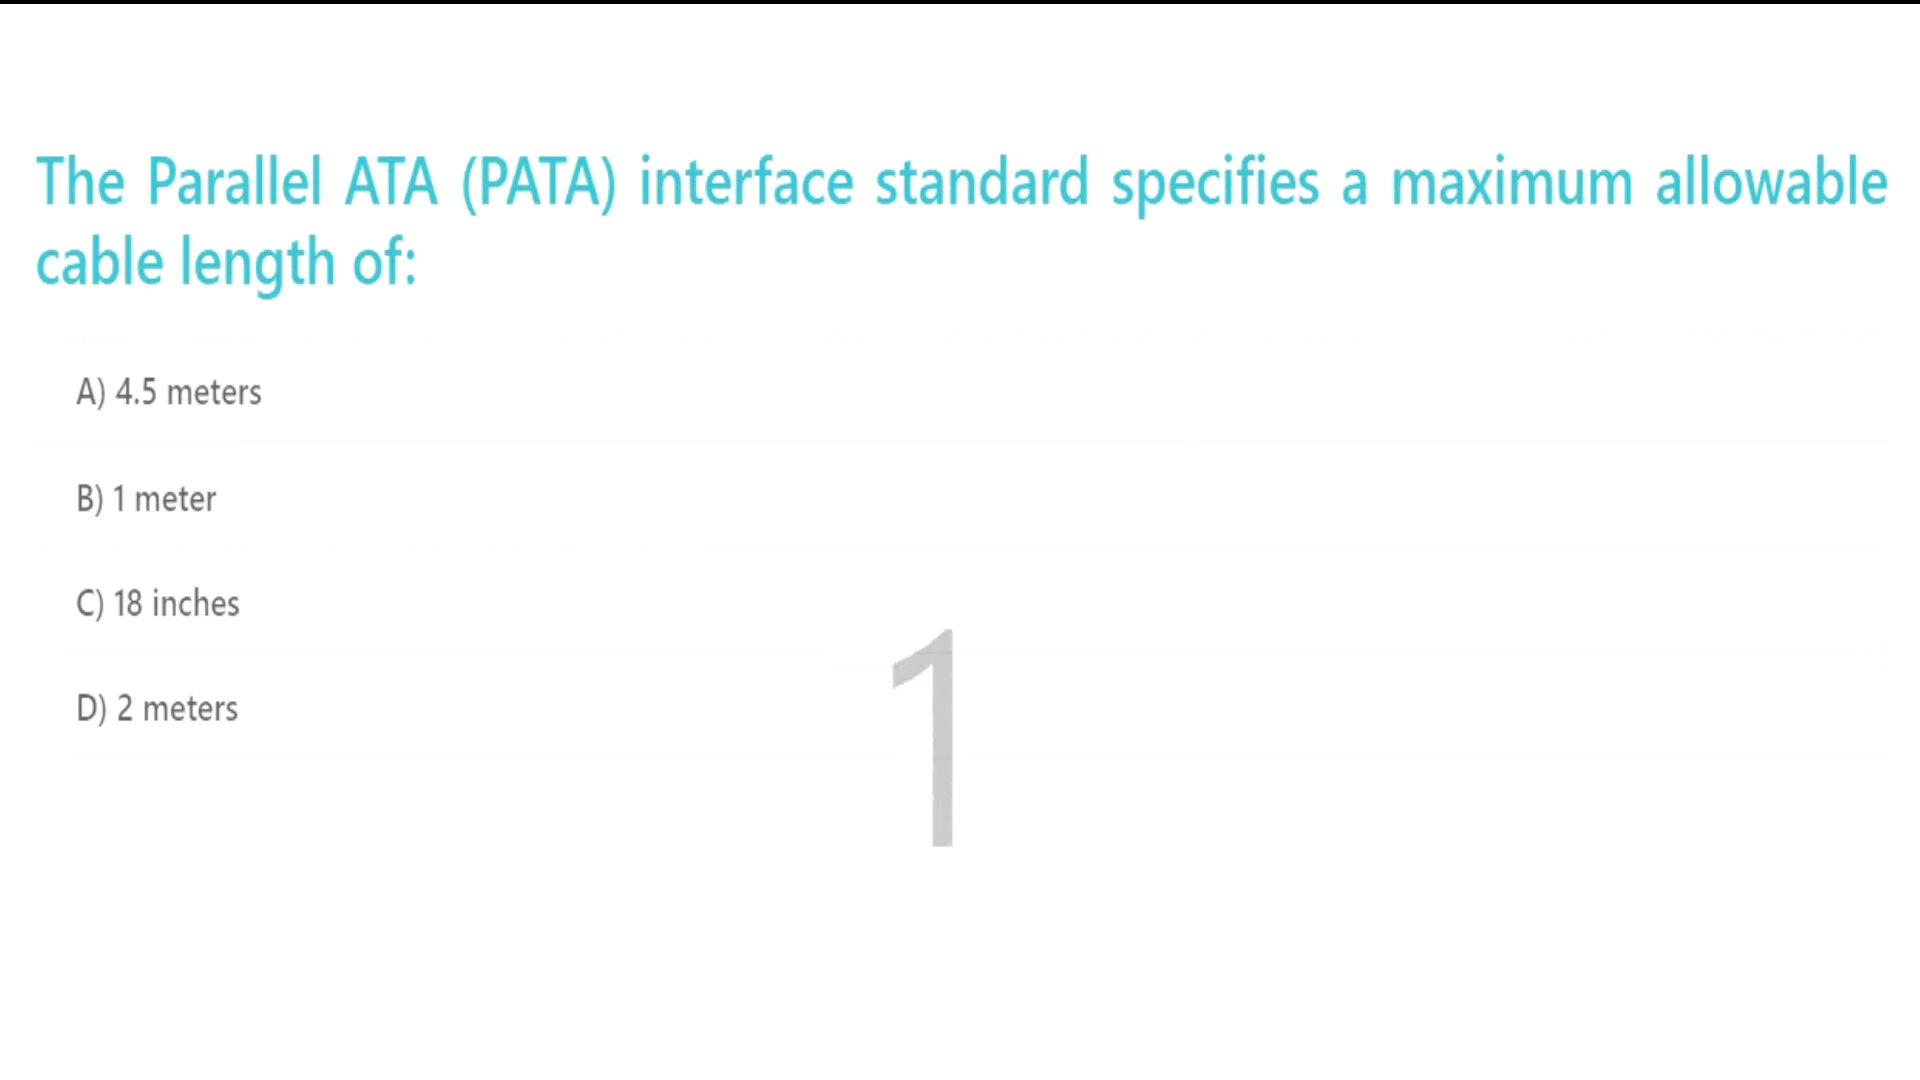 The Parallel ATA (PATA) interface standard specifies a maximum allowable
cable length of:
A) 4.5 meters
B) 1 meter
C) 18 inches
D) 2 meters
1